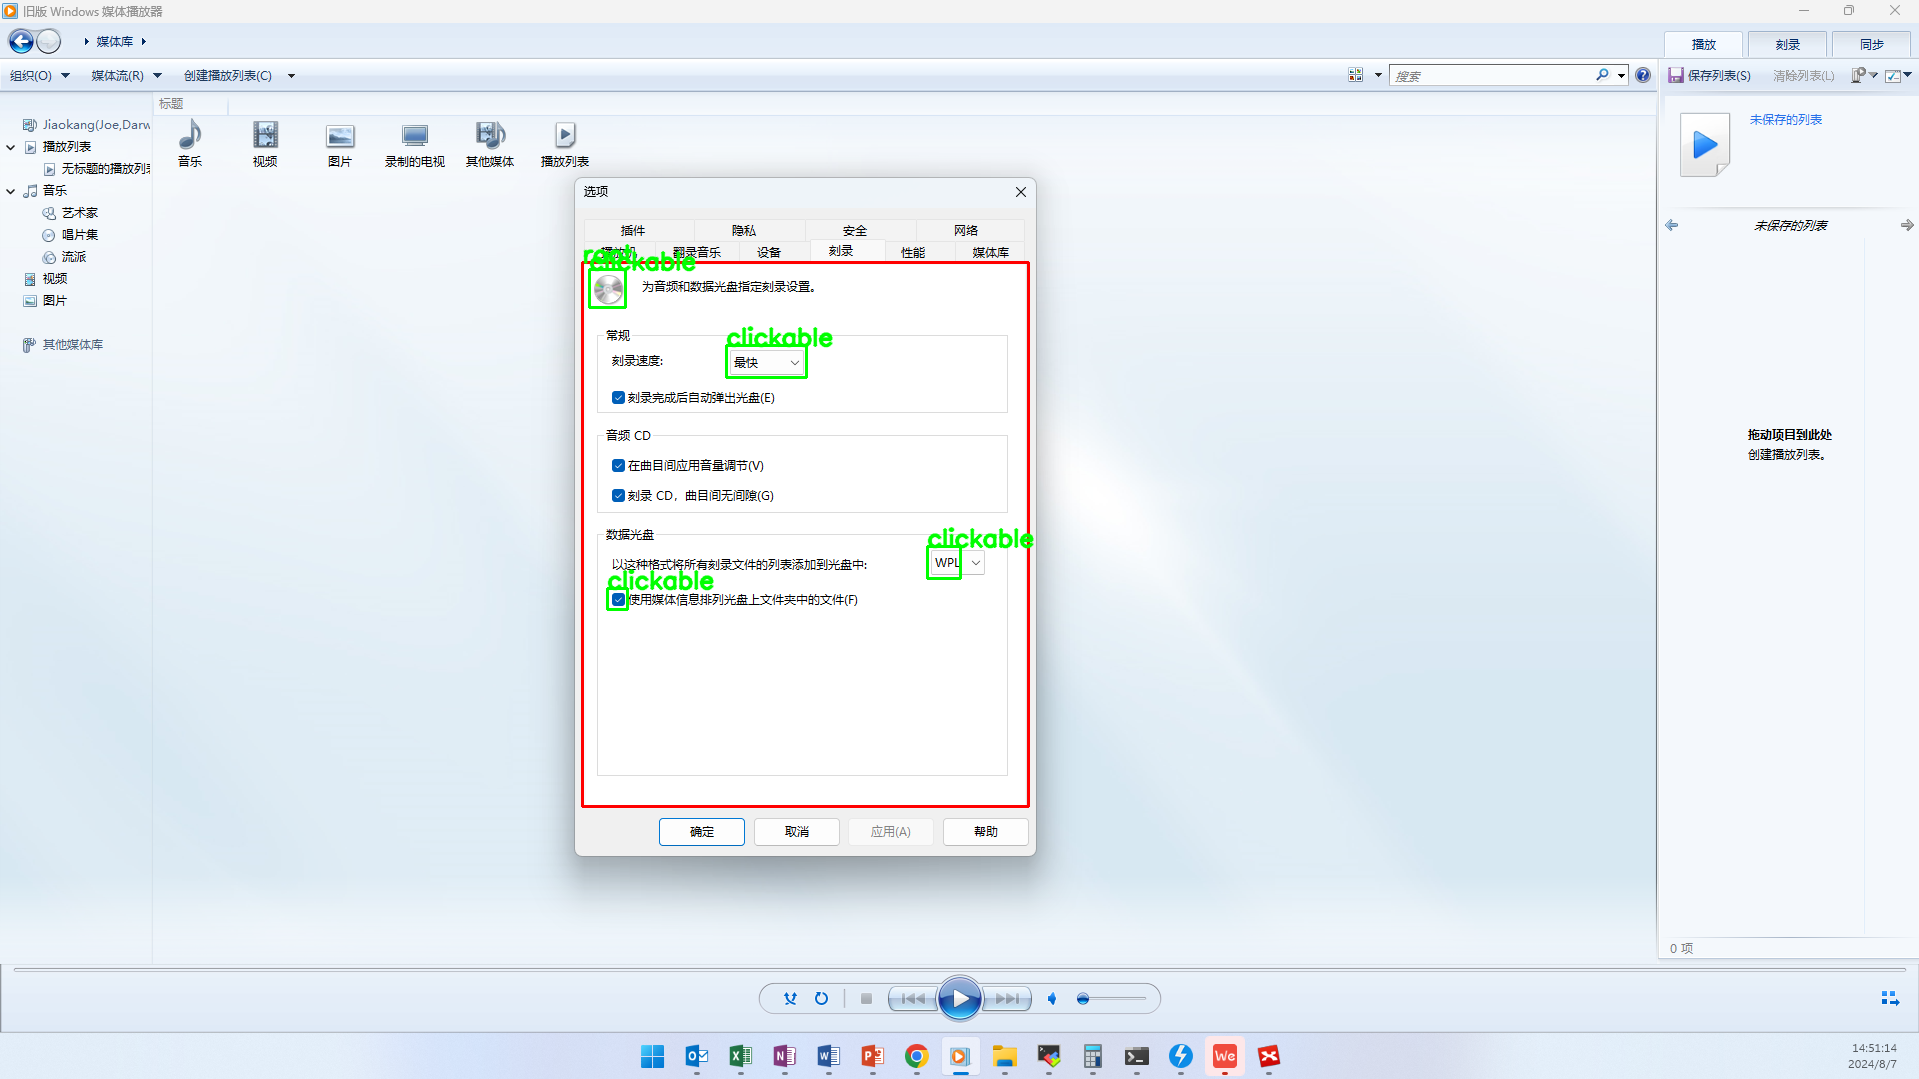 旧版 Windows 媒体播放器
媒体库
播放
刻录
同步
组织(O)
媒体流(R)
创建播放列表(C)
搜索
保存列表(S)
清除列表(L)
标题
Jiaokang(Joe,Darw
播放列表
无标题的播放列表
音乐
艺术家
唱片集
流派
视频
图片
其他媒体库
音乐
视频
图片
录制的电视
其他媒体
播放列表
选项
插件
隐私
安全
网络
翻录音乐
设备
刻录
性能
媒体库
clickable
为音频和数据光盘指定刻录设置。
常规
clickable
刻录速度:
最快
刻录完成后自动弹出光盘(E)
音频 CD
在曲目间应用音量调节(V)
刻录 CD，曲目间无间隙(G)
数据光盘
clickable
以这种格式将所有刻录文件的列表添加到光盘中:
WPL
clickable
使用媒体信息排列光盘上文件夹中的文件(F)
确定
取消
应用(A)
帮助
未保存的列表
未保存的列表
拖动项目到此处
创建播放列表。
0 项
14:51:14
2024/8/7